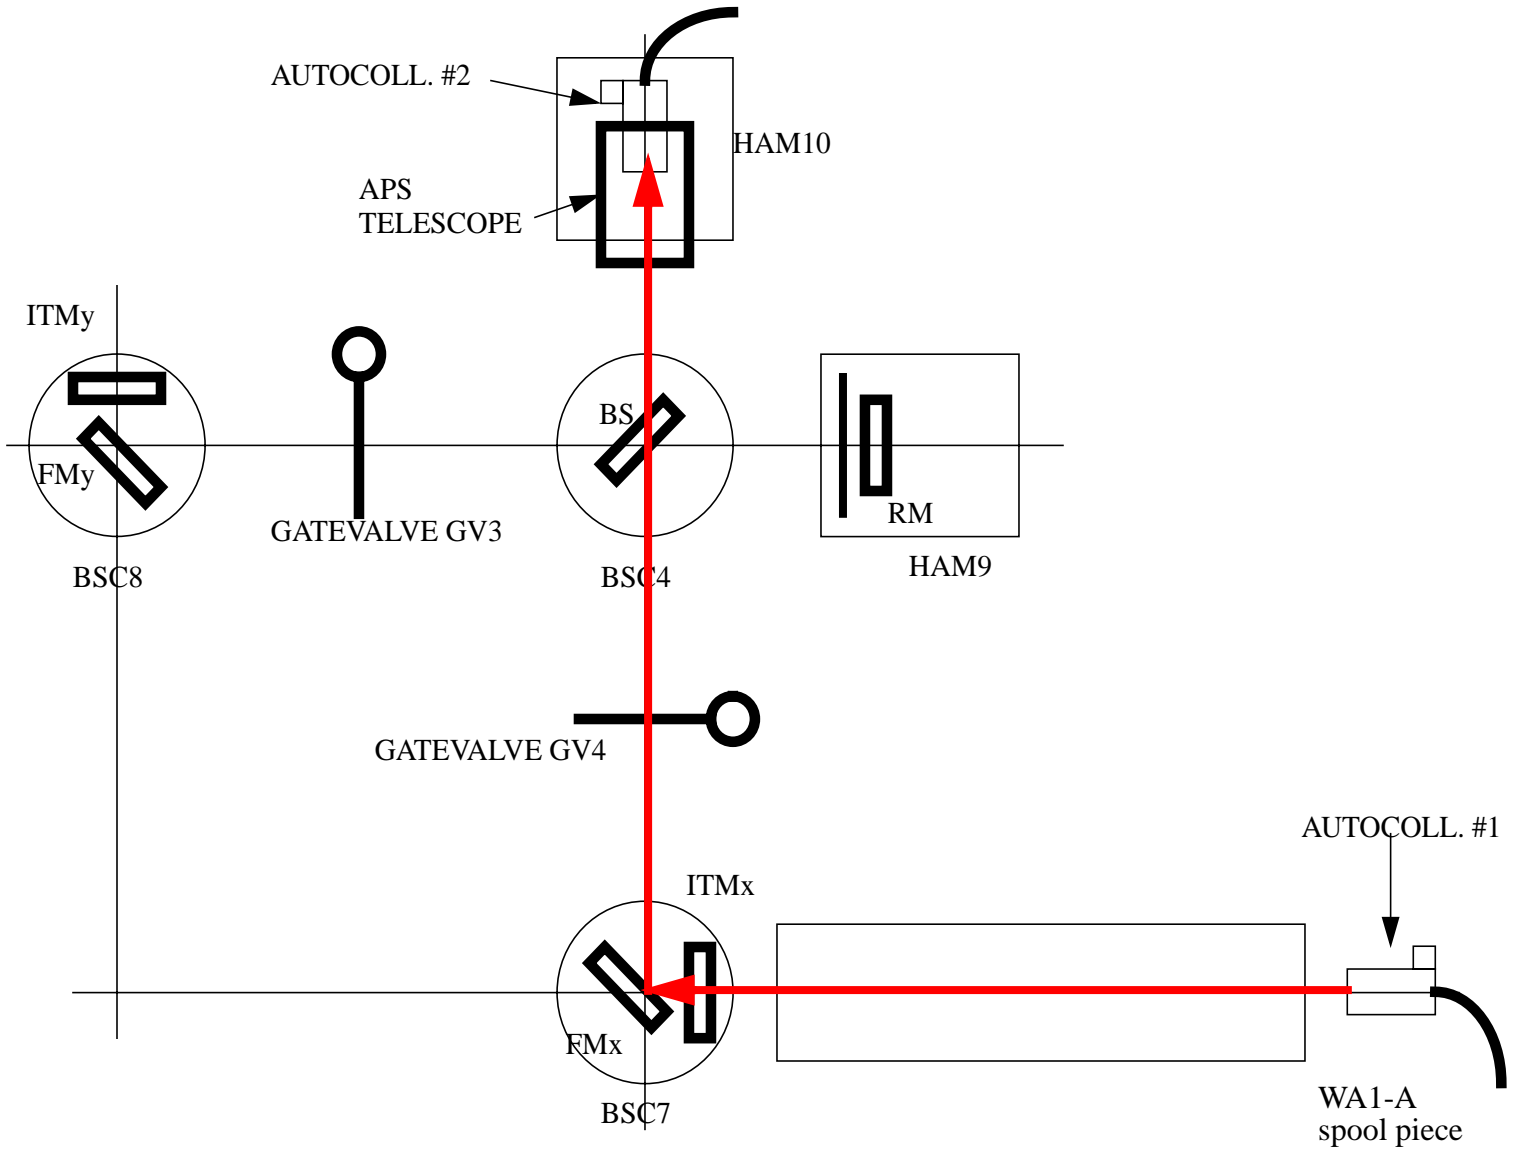 AUTOCOLL. #2
HAM10
APS
TELESCOPE
ITMy
BS
FMy
RM
GATEVALVE GV3
HAM9
BSC8
BSC4
GATEVALVE GV4
AUTOCOLL. #1
ITMx
FMx
WA1-A
BSC7
spool piece